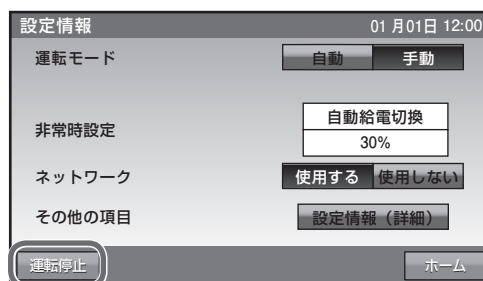 設定情報 01 月01日 12:00
運転モード 自動 手動
非常時設定 自動給電切換
30%
ネットワーク 使用する 使用しない
その他の項目 設定情報（詳細）
運転停止 ホーム